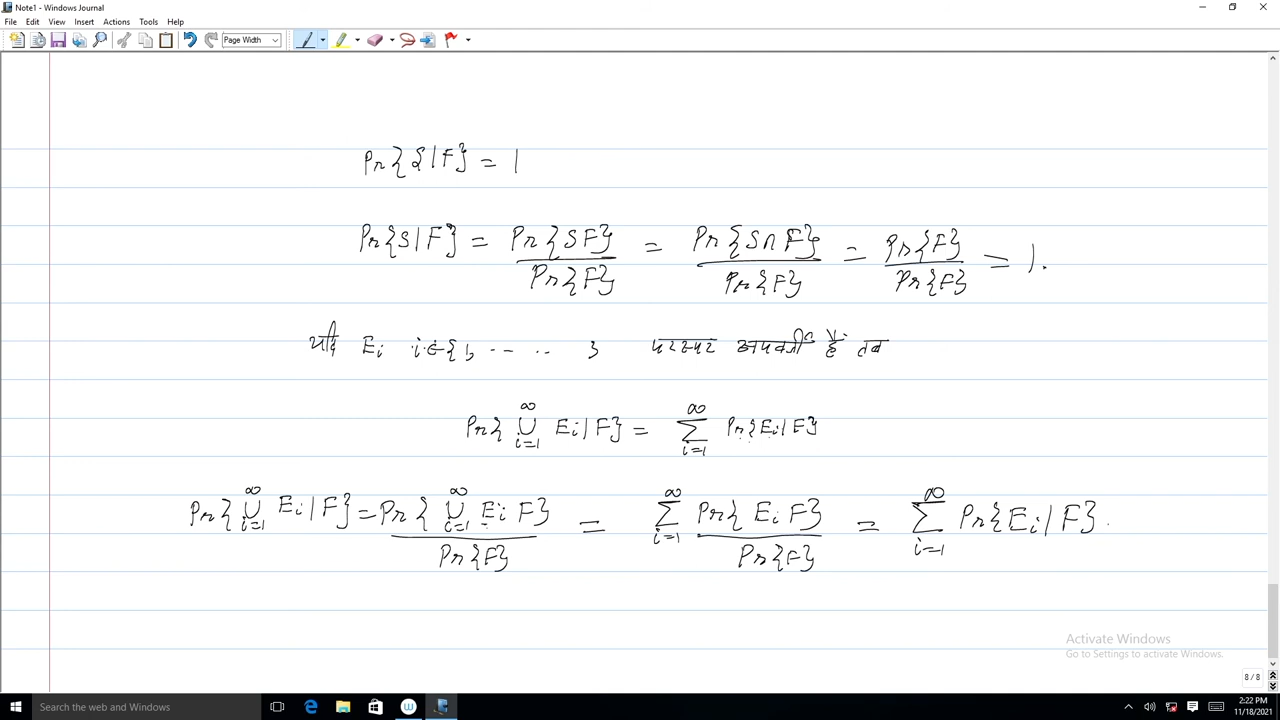 Note1 - Windows Journal
File Edit View Insert Actions Tools Help
Page Width
Pr{S|F} = 1
Pr{S|F} = Pr{SF} / Pr{F} = Pr{S∩F} / Pr{F} = Pr{F} / Pr{F} = 1.
यदि Ei i∈{1, ... .. } परस्पर अपवर्जी हैं तब
Pr{ ∞ ∪ i=1 Ei|F} = ∞ Σ i=1 Pr{Ei|F}
Pr{ ∞ ∪ i=1 Ei|F} = Pr{ ∞ ∪ i=1 Ei F} / Pr{F} = ∞ Σ i=1 Pr{Ei F} / Pr{F} = ∞ Σ i=1 Pr{Ei|F}.
Activate Windows
Go to Settings to activate Windows.
8 / 8
Search the web and Windows
2:22 PM
11/18/2021